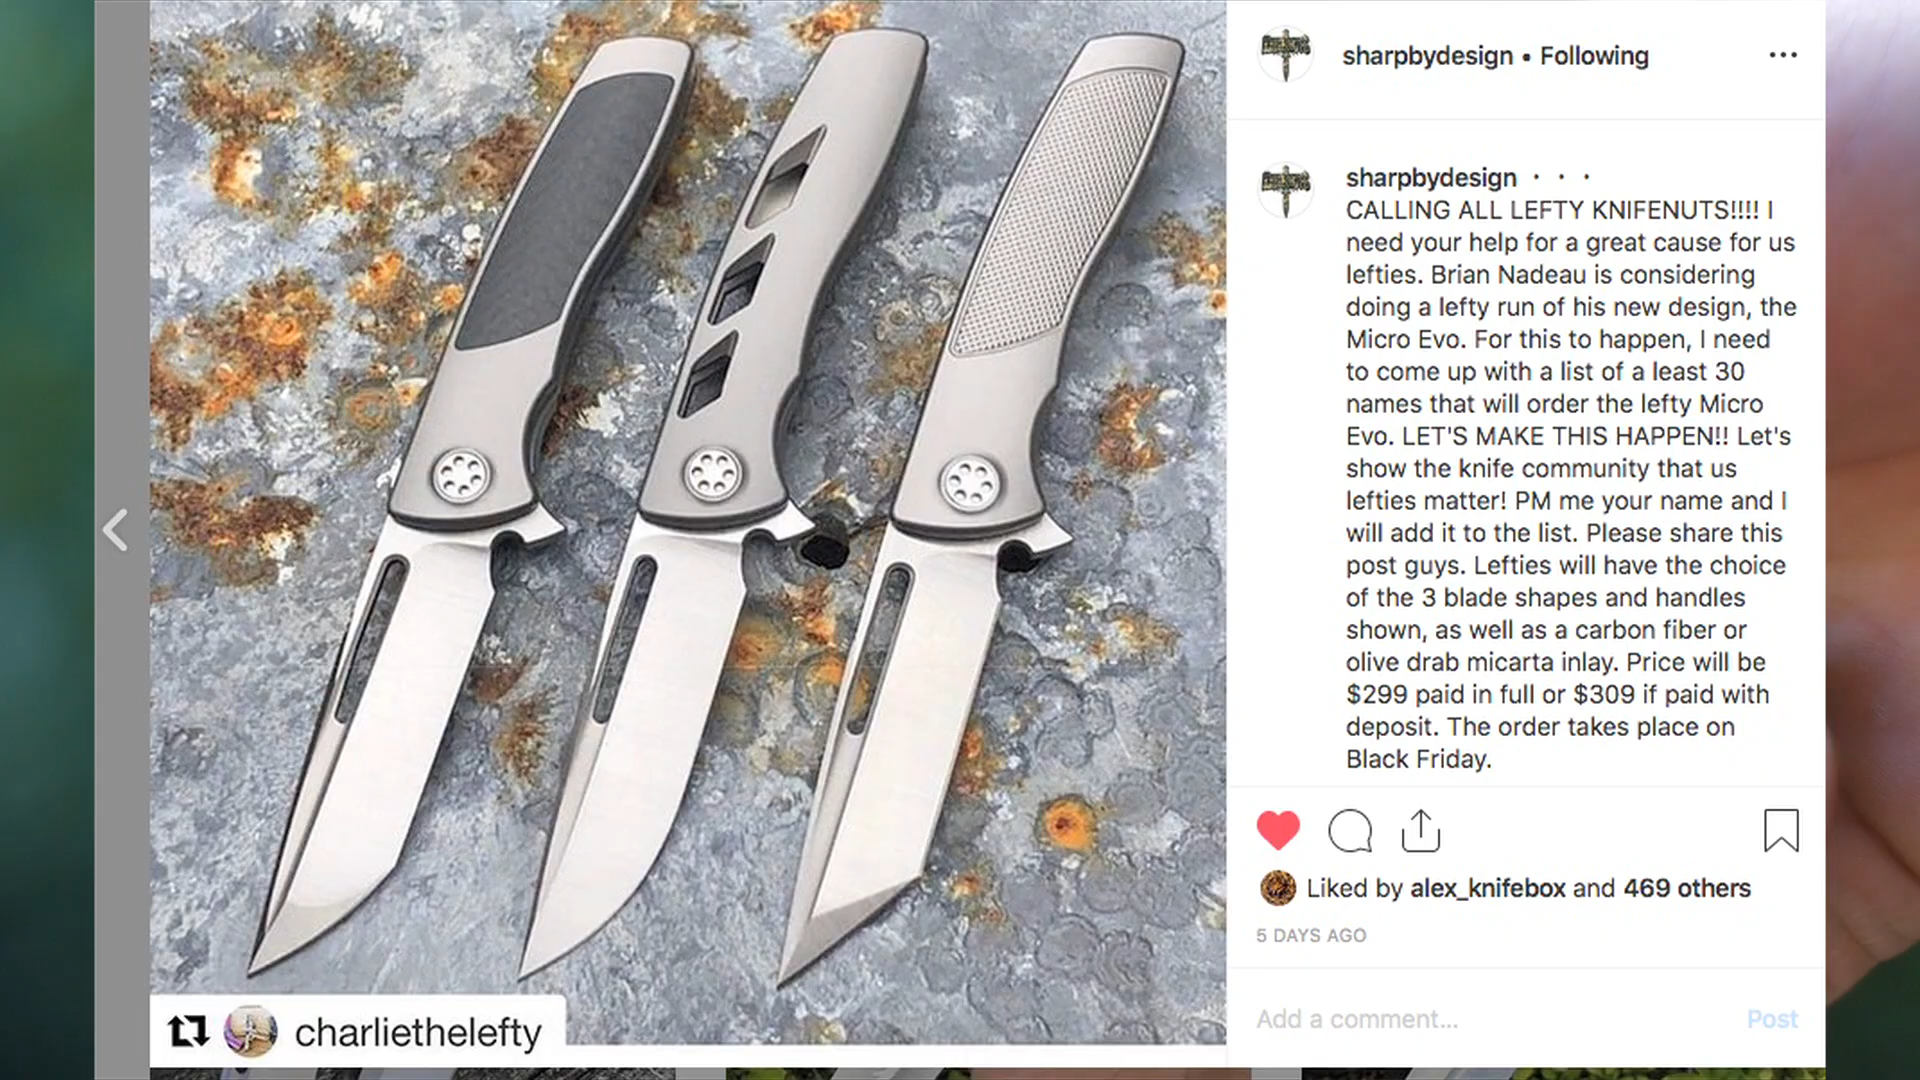 sharpbydesign • Following
sharpbydesign · · ·
CALLING ALL LEFTY KNIFENUTS!!!! I
need your help for a great cause for us
lefties. Brian Nadeau is considering
doing a lefty run of his new design, the
Micro Evo. For this to happen, I need
to come up with a list of a least 30
names that will order the lefty Micro
Evo. LET'S MAKE THIS HAPPEN!! Let's
show the knife community that us
lefties matter! PM me your name and I
will add it to the list. Please share this
post guys. Lefties will have the choice
of the 3 blade shapes and handles
shown, as well as a carbon fiber or
olive drab micarta inlay. Price will be
$299 paid in full or $309 if paid with
deposit. The order takes place on
Black Friday.
Liked by alex_knifebox and 469 others
5 DAYS AGO
Add a comment... Post
charliethelefty